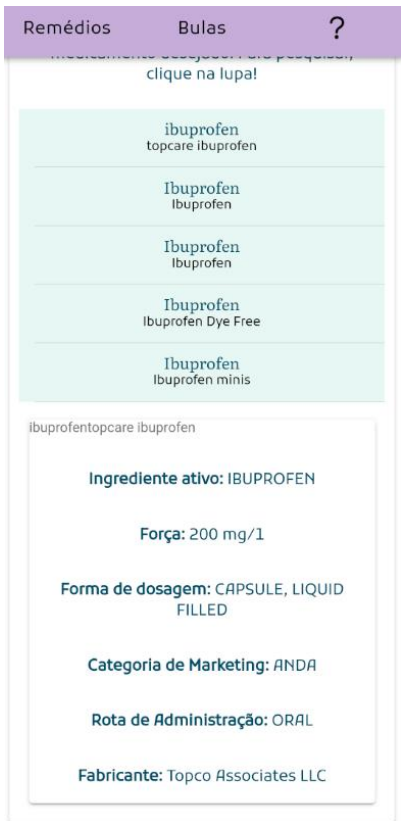 Remédios Bulas ?
clique na lupa!
ibuprofen
topcare ibuprofen
Ibuprofen
Ibuprofen
Ibuprofen
Ibuprofen
Ibuprofen
Ibuprofen Dye Free
Ibuprofen
Ibuprofen minis
ibuprofentopcare ibuprofen
Ingrediente ativo: IBUPROFEN
Força: 200 mg/1
Forma de dosagem: CAPSULE, LIQUID
FILLED
Categoria de Marketing: ANDA
Rota de Administração: ORAL
Fabricante: Topco Associates LLC